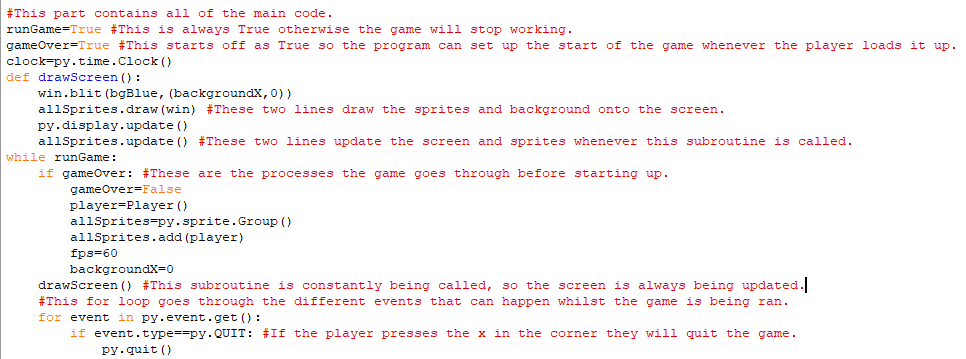 #This part contains all of the main code.
runGame=True #This is always True otherwise the game will stop working.
gameOver=True #This starts off as True so the program can set up the start of the game whenever the player loads it up.
clock=py.time.Clock()
def drawScreen():
    win.blit(bgBlue,(backgroundX,0))
    allSprites.draw(win) #These two lines draw the sprites and background onto the screen.
    py.display.update()
    allSprites.update() #These two lines update the screen and sprites whenever this subroutine is called.
while runGame:
    if gameOver: #These are the processes the game goes through before starting up.
        gameOver=False
        player=Player()
        allSprites=py.sprite.Group()
        allSprites.add(player)
        fps=60
        backgroundX=0
    drawScreen() #This subroutine is constantly being called, so the screen is always being updated.
    #This for loop goes through the different events that can happen whilst the game is being ran.
    for event in py.event.get():
        if event.type==py.QUIT: #If the player presses the x in the corner they will quit the game.
            py.quit()